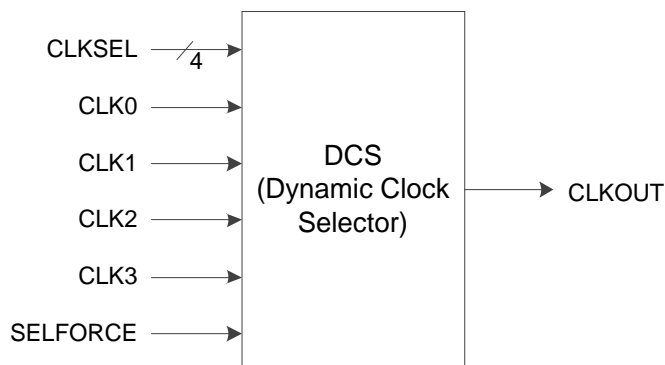 CLKSEL
4
CLK0
CLK1
CLK2
CLK3
SELFORCE
DCS
(Dynamic Clock
Selector)
CLKOUT